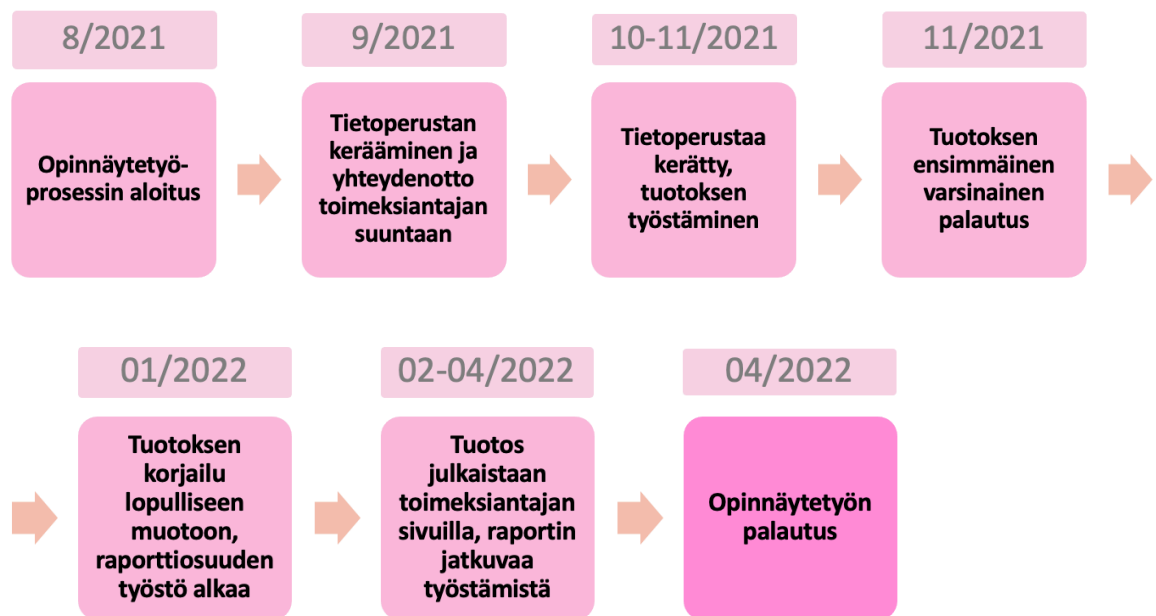 8/2021
9/2021
10-11/2021
11/2021
Opinnäytetyö-
prosessin aloitus
Tietoperustan
kerääminen ja
yhteydenotto
toimeksiantajan
suuntaan
Tietoperustaa
kerätty,
tuotoksen
työstäminen
Tuotoksen
ensimmäinen
varsinainen
palautus
01/2022
02-04/2022
04/2022
Tuotoksen
korjailu
lopulliseen
muotoon,
raporttiosuuden
työstö alkaa
Tuotos
julkaistaan
toimeksiantajan
sivuilla, raportin
jatkuvaa
työstämistä
Opinnäytetyön
palautus